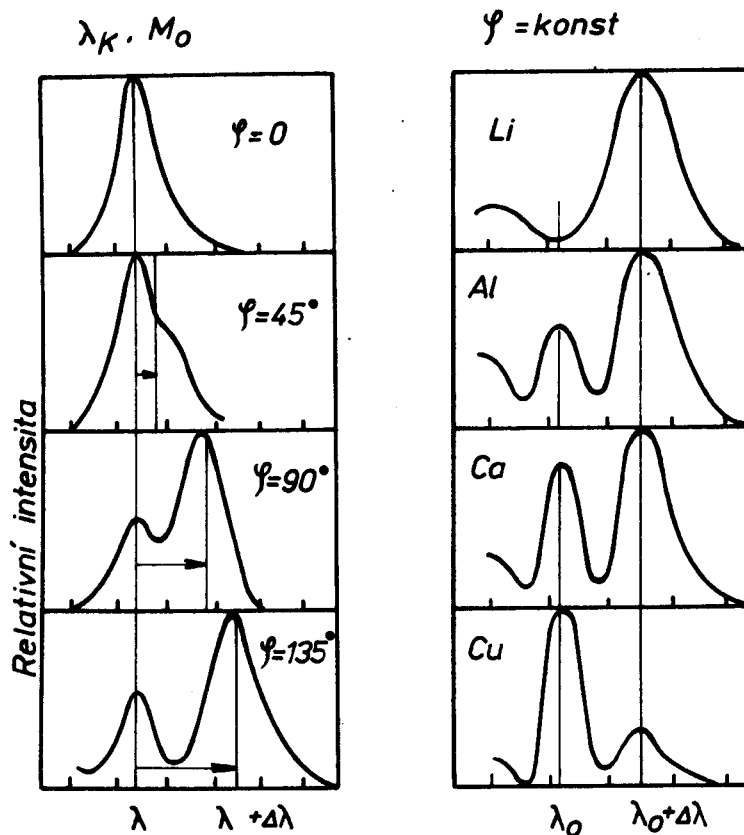 λK . Mo
φ = konst
φ = 0
φ = 45°
φ = 90°
φ = 135°
Relativní intensita
λ
λ + Δλ
Li
Al
Ca
Cu
λ₀
λ₀ + Δλ